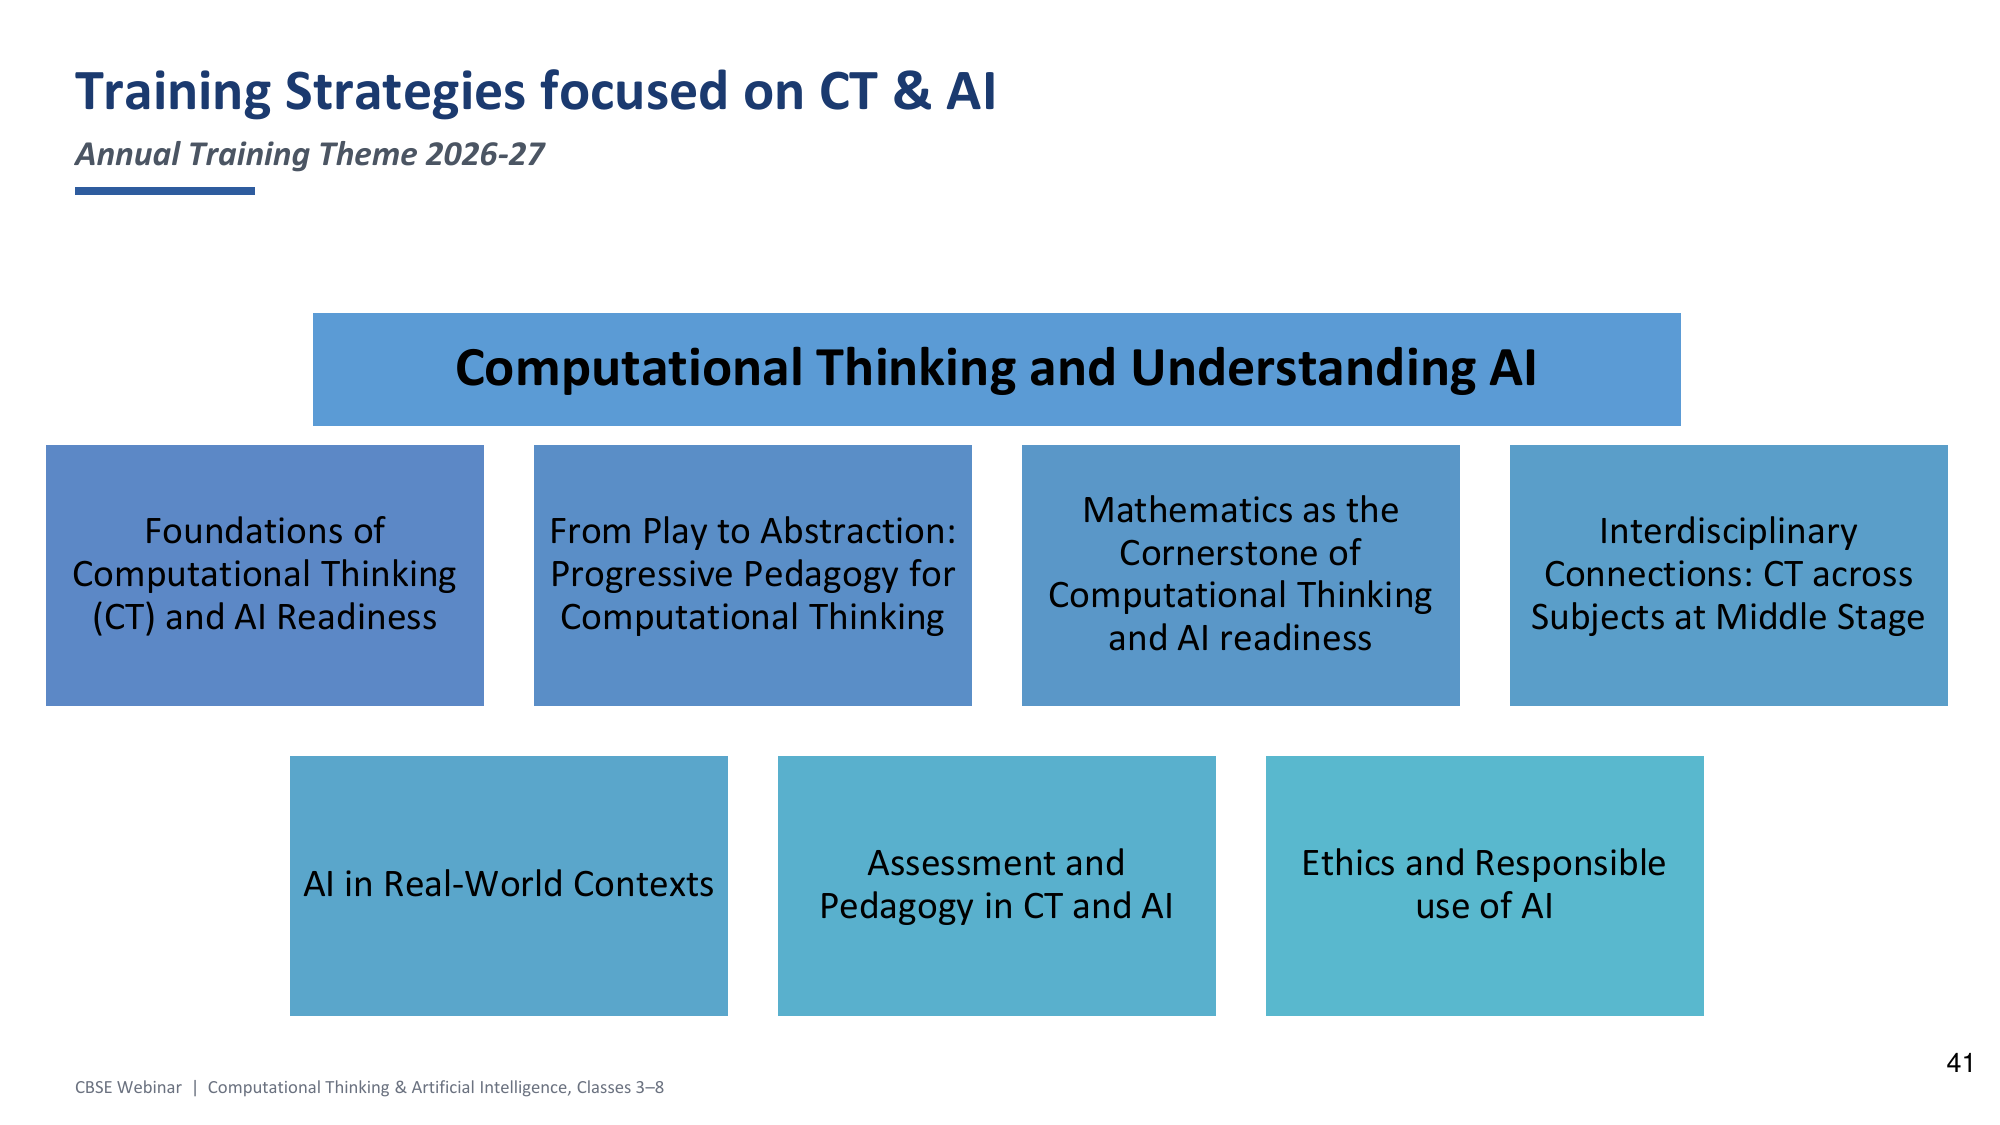 Training Strategies focused on CT & AI
Annual Training Theme 2026-27
Computational Thinking and Understanding AI
Foundations of
Computational Thinking
(CT) and AI Readiness
From Play to Abstraction:
Progressive Pedagogy for
Computational Thinking
Mathematics as the
Cornerstone of
Computational Thinking
and AI readiness
Interdisciplinary
Connections: CT across
Subjects at Middle Stage
AI in Real-World Contexts
Assessment and
Pedagogy in CT and AI
Ethics and Responsible
use of AI
41
CBSE Webinar | Computational Thinking & Artificial Intelligence, Classes 3–8